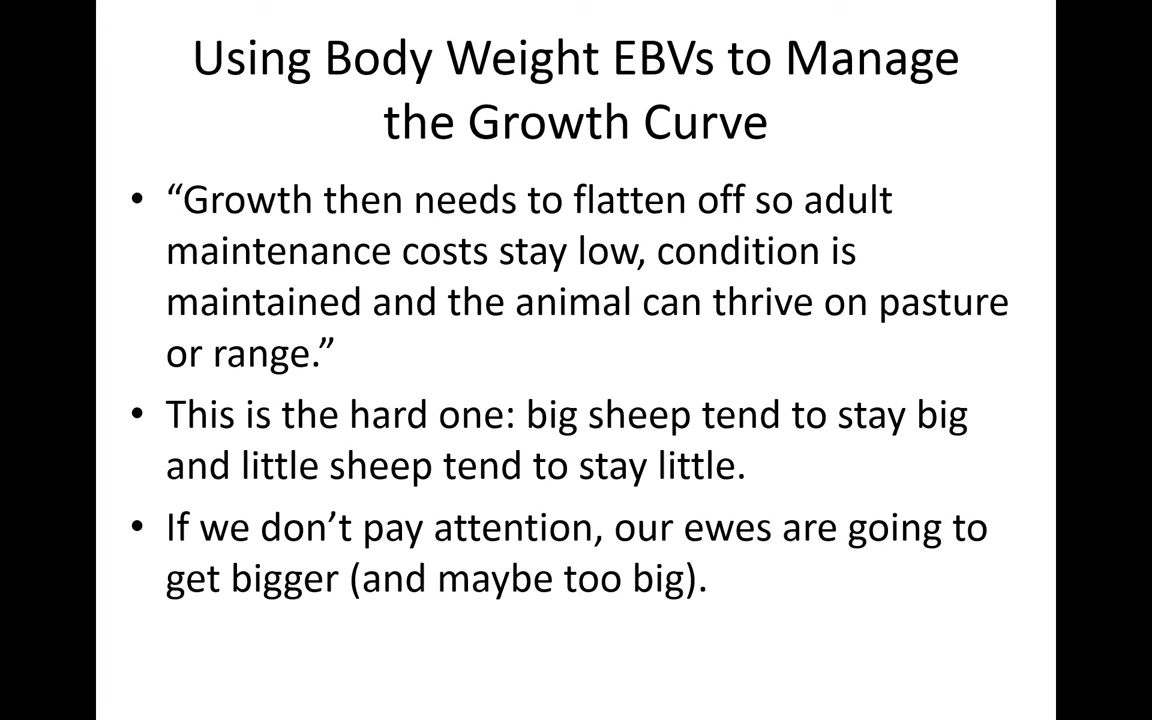 Using Body Weight EBVs to Manage
the Growth Curve
• “Growth then needs to flatten off so adult
maintenance costs stay low, condition is
maintained and the animal can thrive on pasture
or range.”
• This is the hard one: big sheep tend to stay big
and little sheep tend to stay little.
• If we don’t pay attention, our ewes are going to
get bigger (and maybe too big).